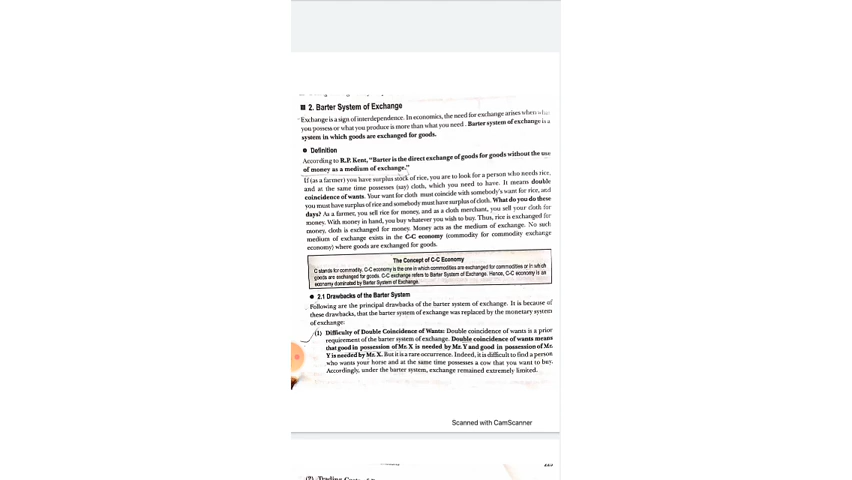 2. Barter System of Exchange
Exchange is a sign of interdependence. In economics, the need for exchange arises when
you possess or what you produce is more than what you need. Barter system of exchange is a
system in which goods are exchanged for goods.
● Definition
According to R.P. Kent, "Barter is the direct exchange of goods for goods without the use
of money as a medium of exchange."
If (as a farmer) you have surplus stock of rice, you are to look for a person who needs rice,
and at the same time possesses (say) cloth, which you need to have. It means double
coincidence of wants. Your want for cloth must coincide with somebody's want for rice, and
you must have surplus of rice and somebody must have surplus of cloth. What do you do these
days? As a farmer, you sell rice for money, and as a cloth merchant, you sell your cloth for
money. With money in hand, you buy whatever you wish to buy. Thus, rice is exchanged for
money, cloth is exchanged for money. Money acts as the medium of exchange. No such
medium of exchange exists in the C-C economy (commodity for commodity exchange
economy) where goods are exchanged for goods.
The Concept of C-C Economy
C stands for commodity. C-C economy is the one in which commodities are exchanged for commodities or in which
goods are exchanged for goods. C-C exchange refers to Barter System of Exchange. Hence, C-C economy is an
economy dominated by Barter System of Exchange.
● 2.1 Drawbacks of the Barter System
Following are the principal drawbacks of the barter system of exchange. It is because of
these drawbacks, that the barter system of exchange was replaced by the monetary system
of exchange:
(1) Difficulty of Double Coincidence of Wants: Double coincidence of wants is a prior
requirement of the barter system of exchange. Double coincidence of wants means
that good in possession of Mr. X is needed by Mr. Y and good in possession of Mr.
Y is needed by Mr. X. But it is a rare occurrence. Indeed, it is difficult to find a person
who wants your horse and at the same time possesses a cow that you want to buy.
Accordingly, under the barter system, exchange remained extremely limited.
Scanned with CamScanner